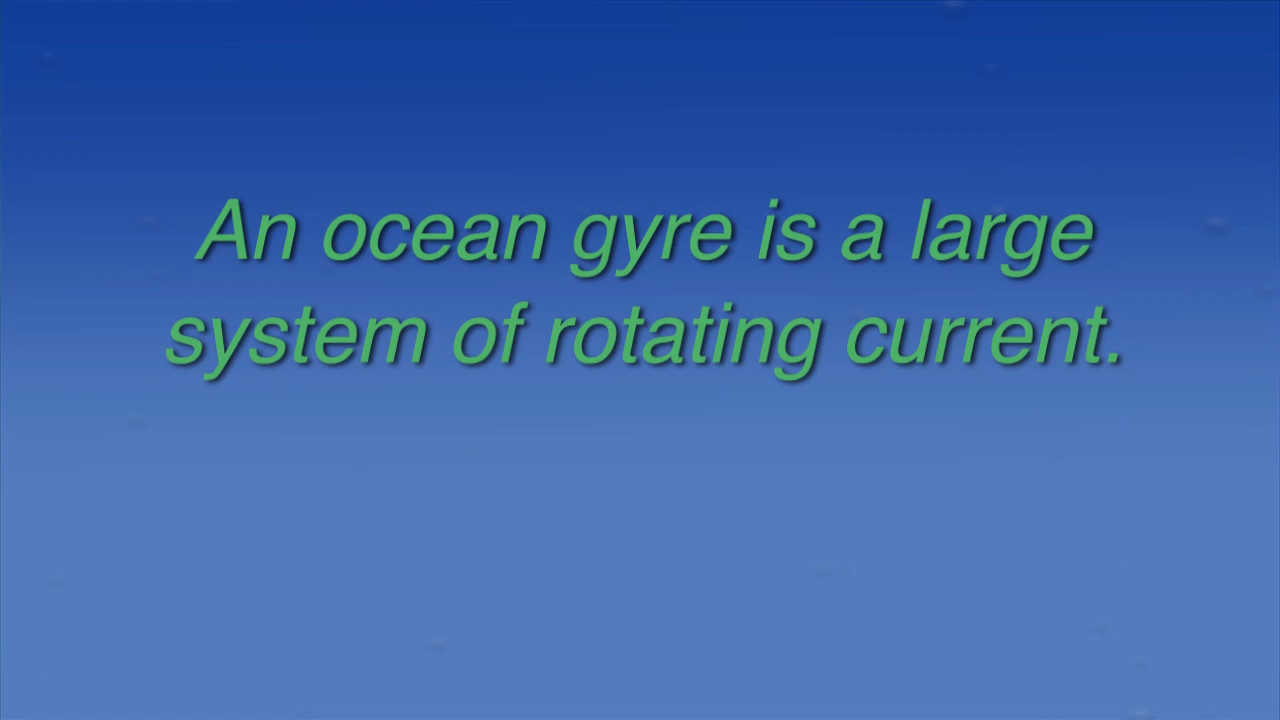 An ocean gyre is a large
system of rotating current.